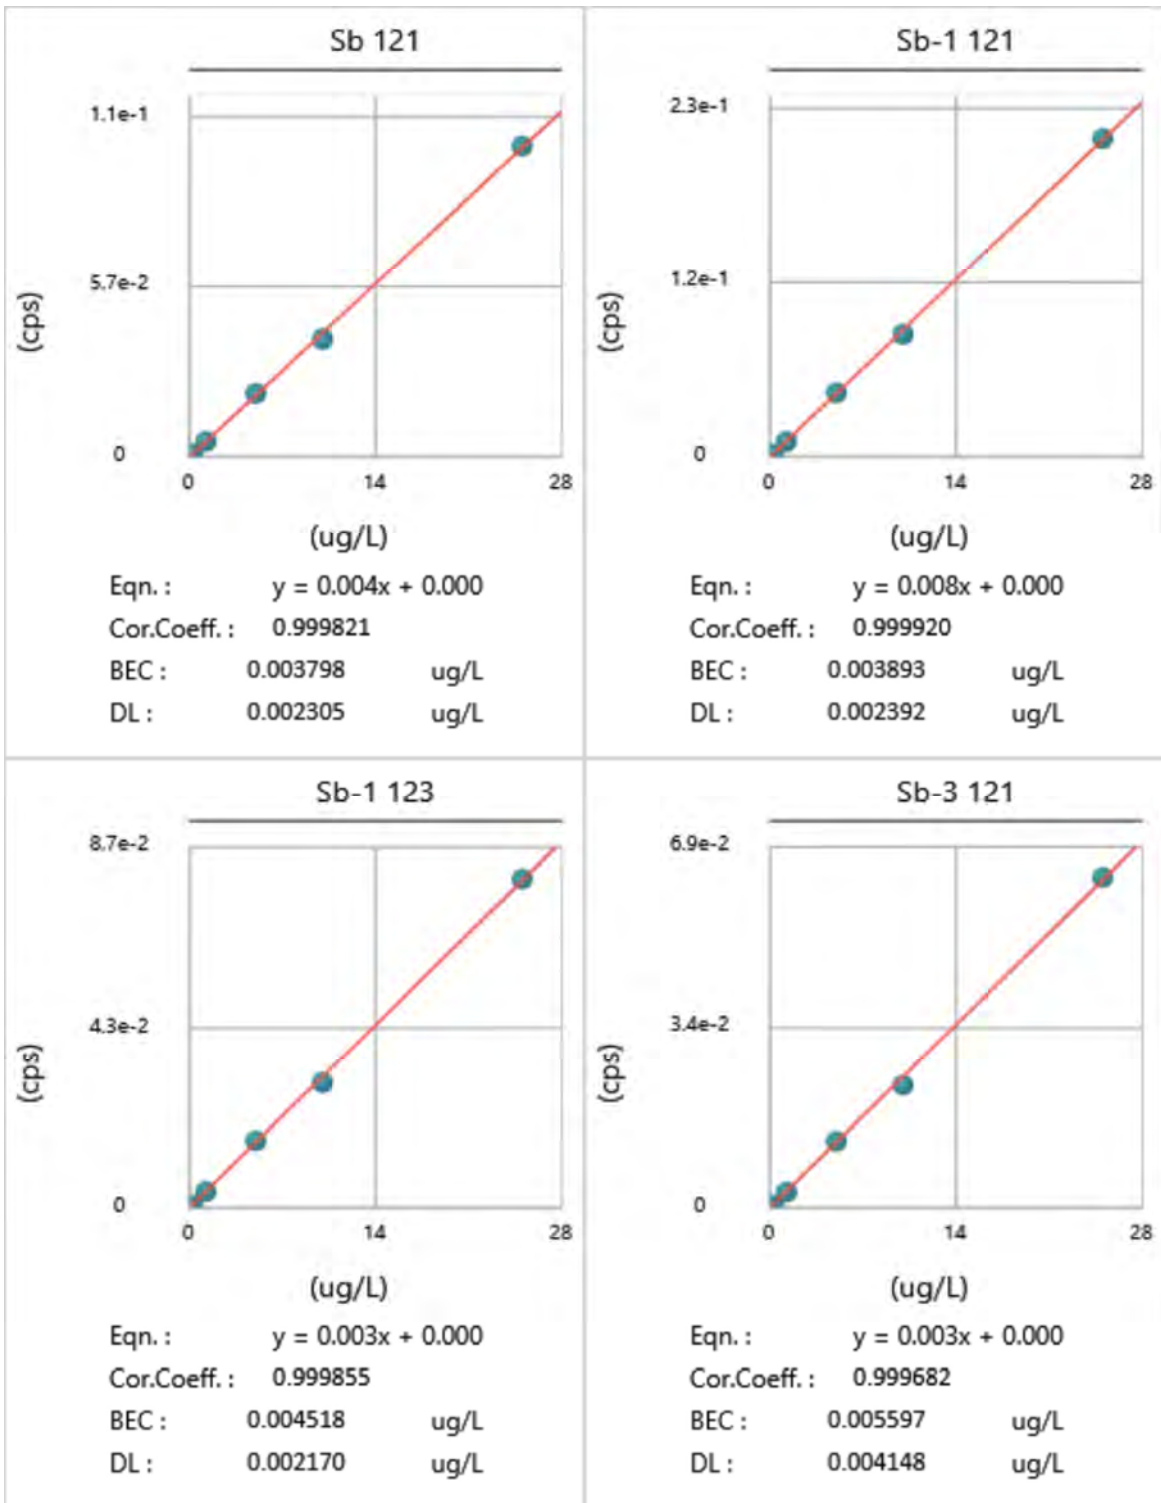 Sb 121
1.1e-1
5.7e-2
0
0 14 28
(cps)
(ug/L)
Eqn. : y = 0.004x + 0.000
Cor.Coeff. : 0.999821
BEC : 0.003798 ug/L
DL : 0.002305 ug/L
Sb-1 121
2.3e-1
1.2e-1
0
0 14 28
(cps)
(ug/L)
Eqn. : y = 0.008x + 0.000
Cor.Coeff. : 0.999920
BEC : 0.003893 ug/L
DL : 0.002392 ug/L
Sb-1 123
8.7e-2
4.3e-2
0
0 14 28
(cps)
(ug/L)
Eqn. : y = 0.003x + 0.000
Cor.Coeff. : 0.999855
BEC : 0.004518 ug/L
DL : 0.002170 ug/L
Sb-3 121
6.9e-2
3.4e-2
0
0 14 28
(cps)
(ug/L)
Eqn. : y = 0.003x + 0.000
Cor.Coeff. : 0.999682
BEC : 0.005597 ug/L
DL : 0.004148 ug/L